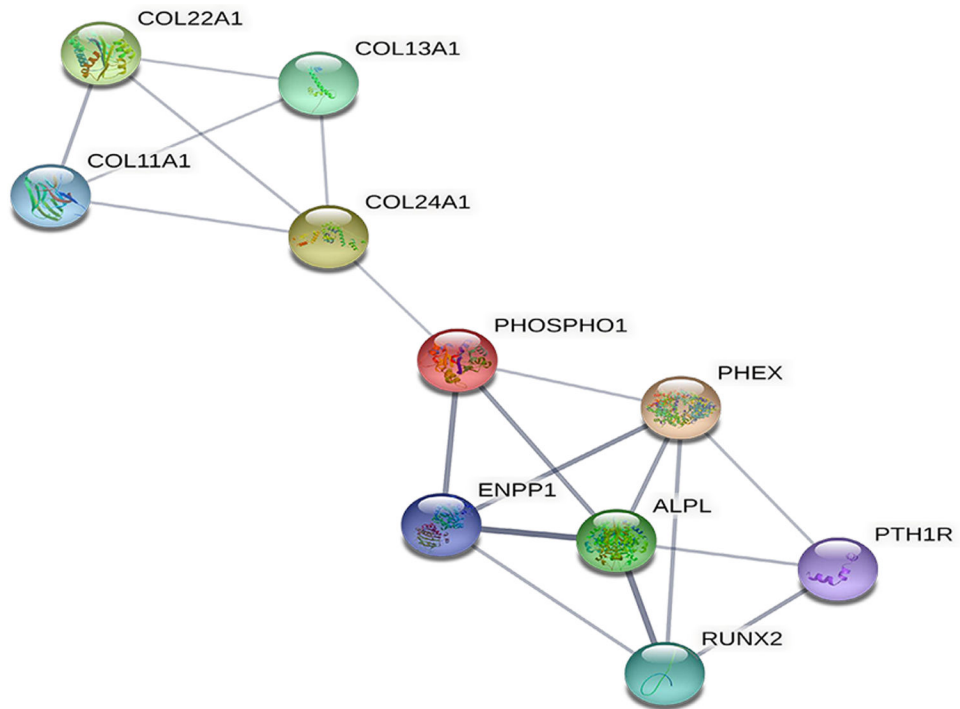 COL22A1
COL13A1
COL11A1
COL24A1
PHOSPHO1
PHEX
ENPP1
ALPL
PTH1R
RUNX2